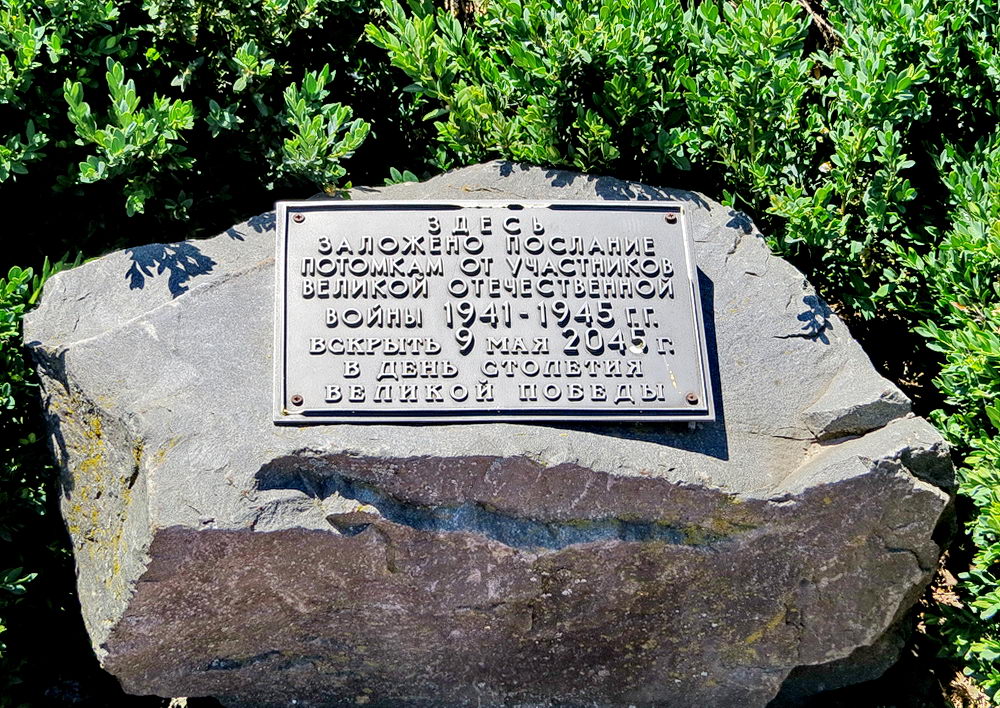 ЗДЕСЬ
ЗАЛОЖЕНО ПОСЛАНИЕ
ПОТОМКАМ ОТ УЧАСТНИКОВ
ВЕЛИКОЙ ОТЕЧЕСТВЕННОЙ
ВОЙНЫ 1941-1945 Г.Г.
ВСКРЫТЬ 9 МАЯ 2045 Г.
В ДЕНЬ СТОЛЕТИЯ
ВЕЛИКОЙ ПОБЕДЫ